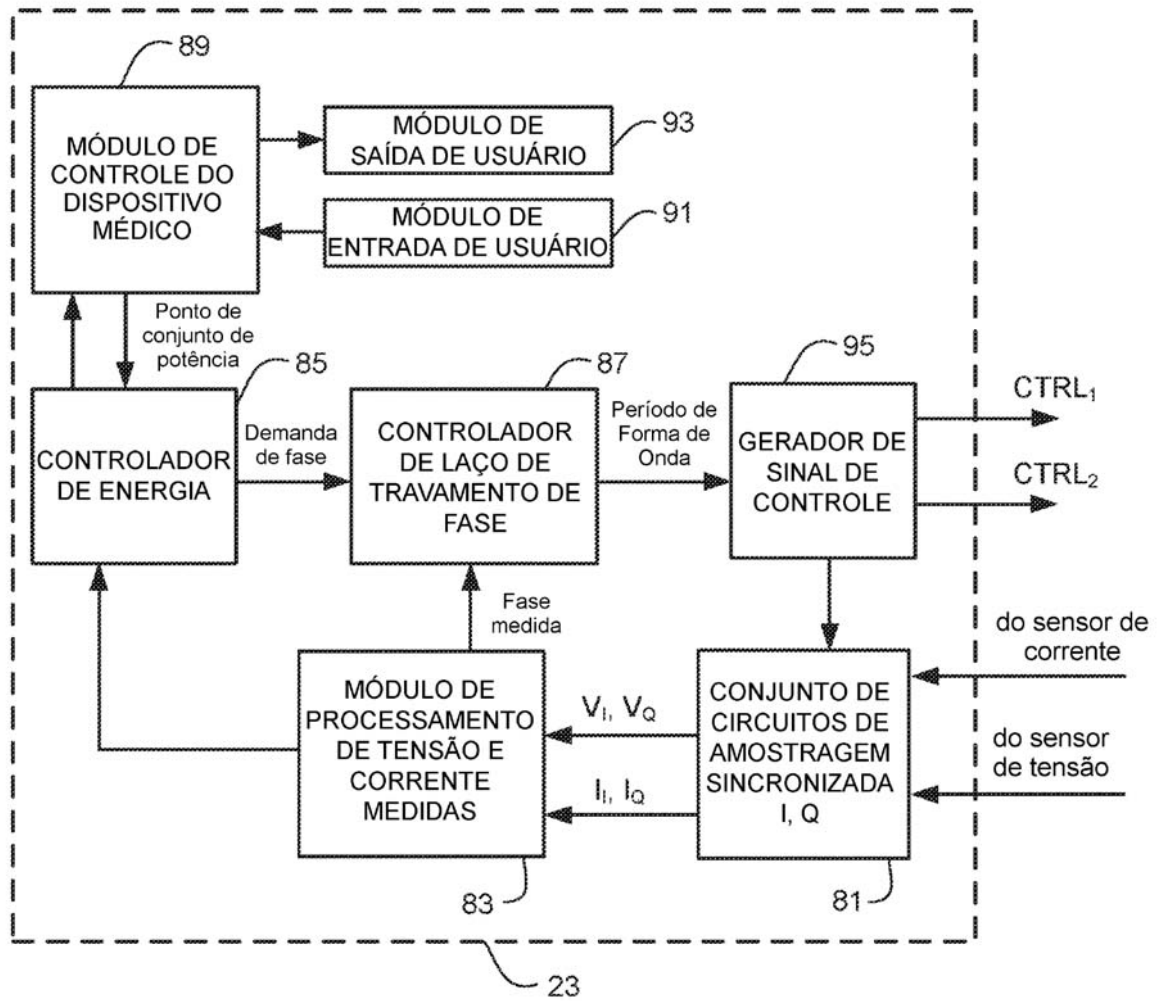 89
MÓDULO DE
CONTROLE DO
DISPOSITIVO
MÉDICO
MÓDULO DE
SAÍDA DE USUÁRIO
93
MÓDULO DE
ENTRADA DE USUÁRIO
91
Ponto de
conjunto de
potência
85
CONTROLADOR
DE ENERGIA
Demanda
de fase
87
CONTROLADOR
DE LAÇO DE
TRAVAMENTO DE
FASE
Período de
Forma de
Onda
95
GERADOR DE
SINAL DE
CONTROLE
CTRL₁
CTRL₂
Fase
medida
MÓDULO DE
PROCESSAMENTO
DE TENSÃO E
CORRENTE
MEDIDAS
83
V_I, V_Q
I_I, I_Q
CONJUNTO DE
CIRCUITOS DE
AMOSTRAGEM
SINCRONIZADA
I, Q
81
do sensor de
corrente
do sensor
de tensão
23